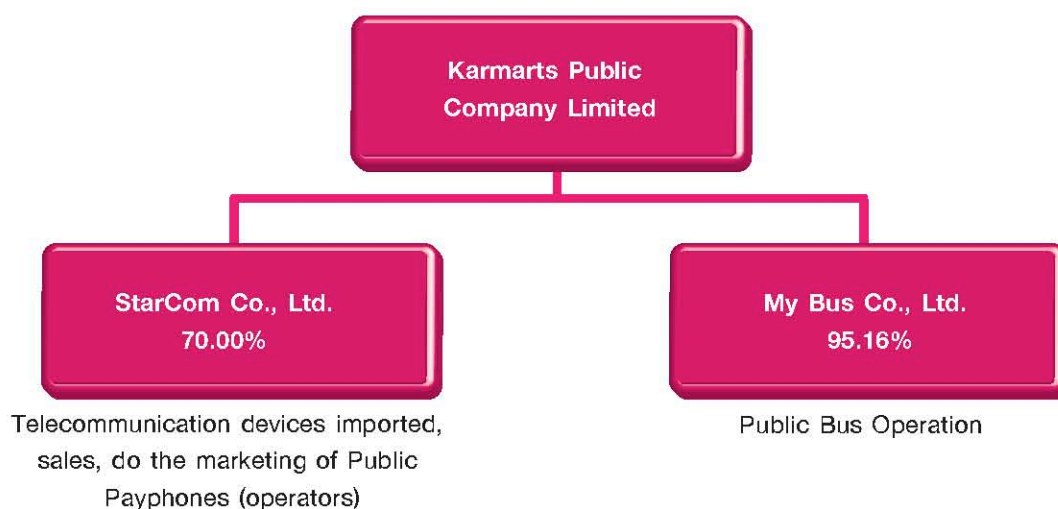 Karmarts Public
Company Limited
StarCom Co., Ltd.
70.00%
Telecommunication devices imported,
sales, do the marketing of Public
Payphones (operators)
My Bus Co., Ltd.
95.16%
Public Bus Operation